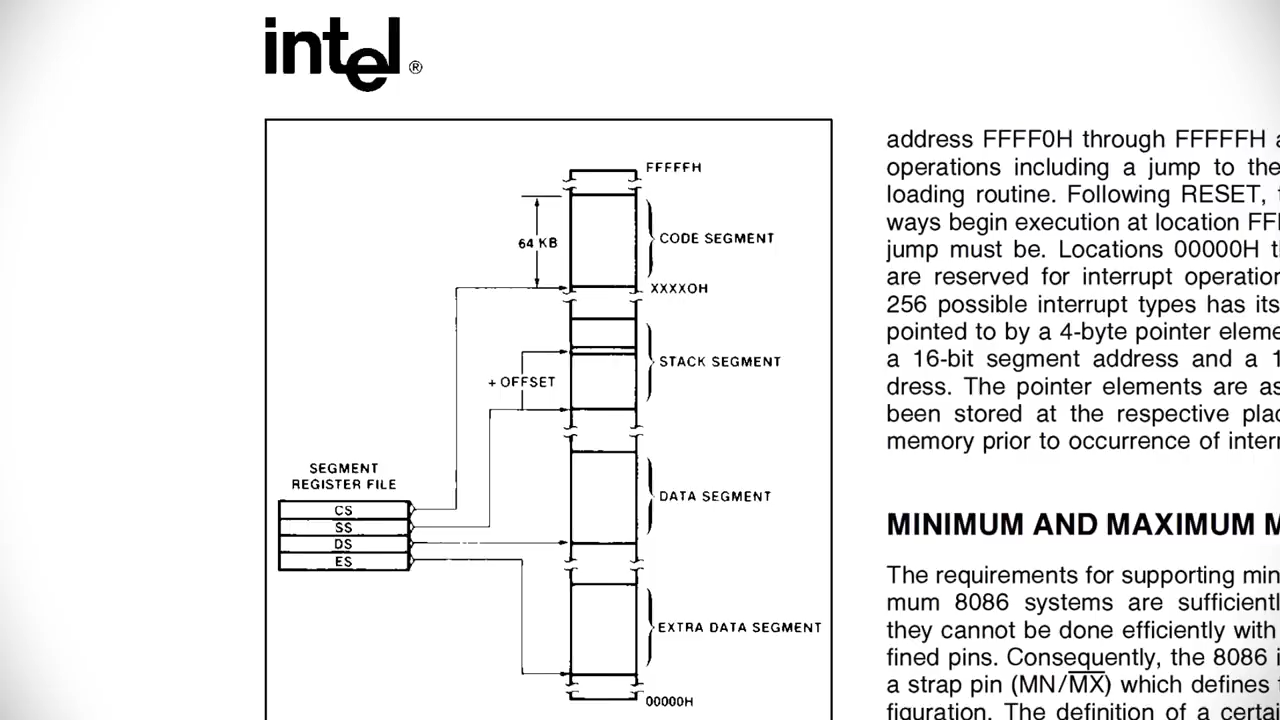 intel®
FFFFFH
64 KB
CODE SEGMENT
XXXX0H
STACK SEGMENT
+ OFFSET
SEGMENT
REGISTER FILE
CS
SS
DS
ES
DATA SEGMENT
EXTRA DATA SEGMENT
00000H
address FFFF0H through FFFFFH
operations including a jump to the
loading routine. Following RESET,
ways begin execution at location FF
jump must be. Locations 00000H
are reserved for interrupt operation
256 possible interrupt types has its
pointed to by a 4-byte pointer eleme
a 16-bit segment address and a 1
dress. The pointer elements are as
been stored at the respective plac
memory prior to occurrence of interr
MINIMUM AND MAXIMUM M
The requirements for supporting min
mum 8086 systems are sufficientl
they cannot be done efficiently with
fined pins. Consequently, the 8086 i
a strap pin (MN/MX) which defines
figuration. The definition of a certai